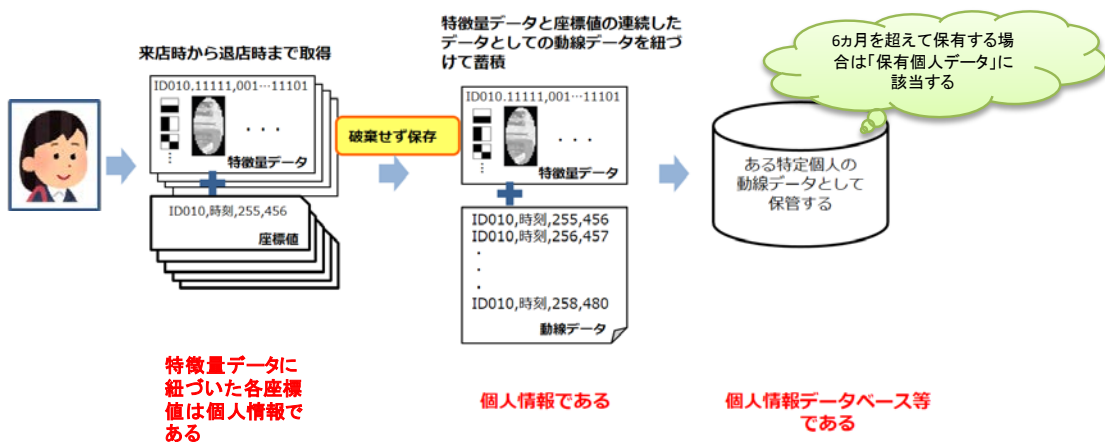 来店時から退店時まで取得
ID010.11111,001…11101
・・・
特徴量データ
ID010,時刻,255,456
座標値
特徴量データに
紐づいた各座標
値は個人情報で
ある
破棄せず保存
特徴量データと座標値の連続した
データとしての動線データを紐づ
けて蓄積
ID010.11111,001…11101
・・・
特徴量データ
ID010,時刻,255,456
ID010,時刻,256,457
・
・
・
ID010,時刻,258,480
動線データ
個人情報である
6ヵ月を超えて保有する場
合は「保有個人データ」に
該当する
ある特定個人の
動線データとして
保管する
個人情報データベース等
である